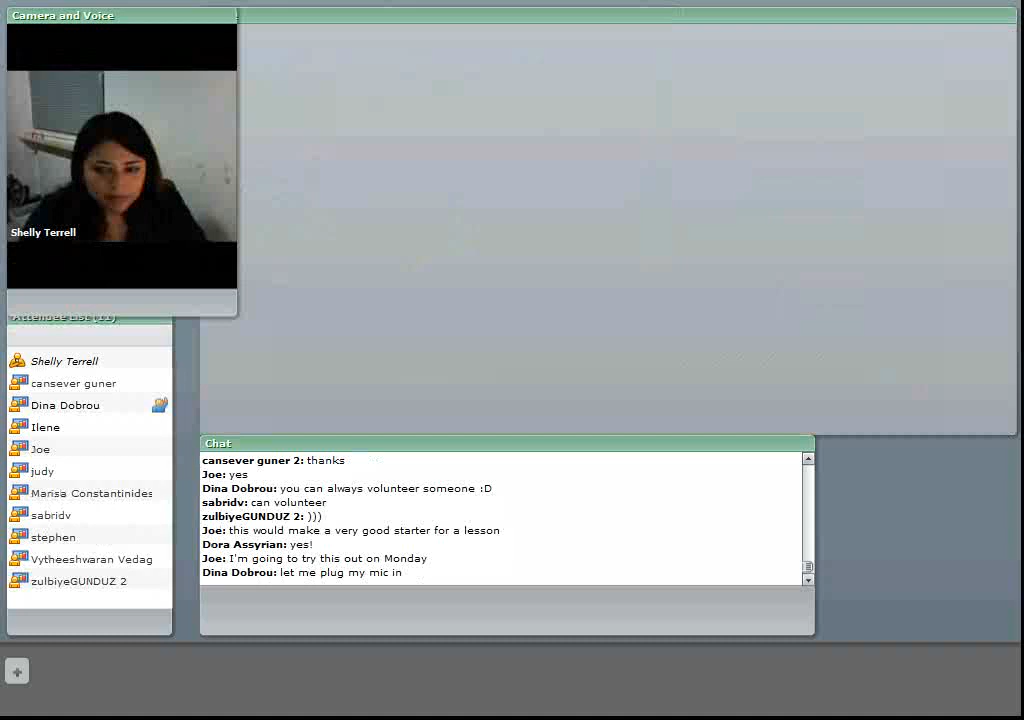 Camera and Voice
Shelly Terrell
Attendee List (11)
Shelly Terrell
cansever guner
Dina Dobrou
Ilene
Joe
judy
Marisa Constantinides
sabridv
stephen
Vytheeshwaran Vedag
zulbiyeGUNDUZ 2
Chat
cansever guner 2: thanks
Joe: yes
Dina Dobrou: you can always volunteer someone :D
sabridv: can volunteer
zulbiyeGUNDUZ 2: )))
Joe: this would make a very good starter for a lesson
Dora Assyrian: yes!
Joe: I'm going to try this out on Monday
Dina Dobrou: let me plug my mic in